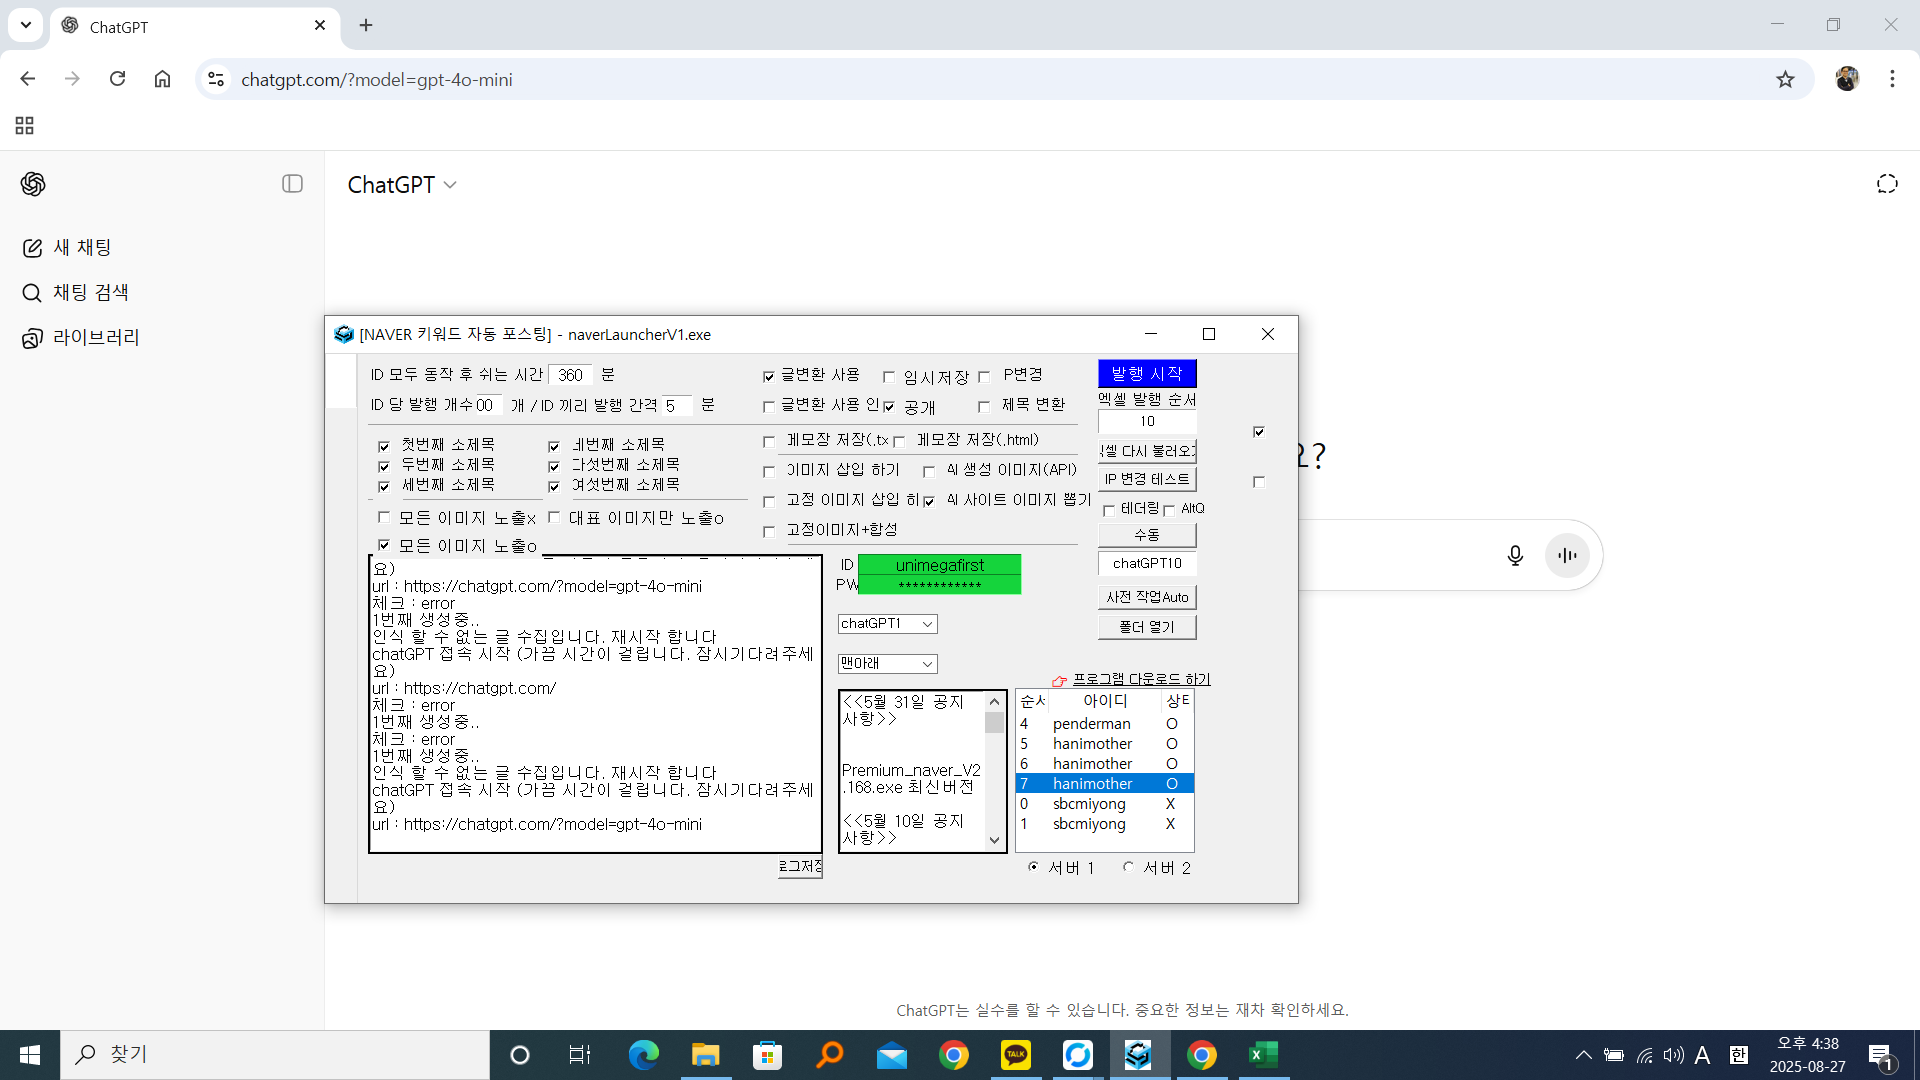 ChatGPT
chatgpt.com/?model=gpt-4o-mini
ChatGPT
새 채팅
채팅 검색
라이브러리
[NAVER 키워드 자동 포스팅] - naverLauncherV1.exe
ID 모두 동작 후 쉬는 시간 360 분
글변환 사용 임시저장 P변경
발행 시작
ID 당 발행 개수 00 개 / ID 끼리 발행 간격 5 분
글변환 사용 인 공개 제목 변환
엑셀 발행 순서
10
첫번째 소제목 네번째 소제목
두번째 소제목 다섯번째 소제목
세번째 소제목 여섯번째 소제목
메모장 저장(.tx 메모장 저장(.html)
이미지 삽입 하기 AI 생성 이미지(API)
고정 이미지 삽입 히 AI 사이트 이미지 뽑기
고정이미지+합성
셀 다시 불러오기
IP 변경 테스트
테더링 AltQ
수동
chatGPT10
사전 작업Auto
폴더 열기
모든 이미지 노출x 대표 이미지만 노출o
모든 이미지 노출o
요)
url : https://chatgpt.com/?model=gpt-4o-mini
체크 : error
1번째 생성중..
인식 할 수 없는 글 수집입니다. 재시작 합니다
chatGPT 접속 시작 (가끔 시간이 걸립니다. 잠시기다려주세
요)
url : https://chatgpt.com/
체크 : error
1번째 생성중..
체크 : error
1번째 생성중..
인식 할 수 없는 글 수집입니다. 재시작 합니다
chatGPT 접속 시작 (가끔 시간이 걸립니다. 잠시기다려주세
요)
url : https://chatgpt.com/?model=gpt-4o-mini
로그저장
ID unimegafirst
PW ************
chatGPT1
맨아래
<<5월 31일 공지
사항>>
Premium_naver_V2
.168.exe 최신버전
<<5월 10일 공지
사항>>
프로그램 다운로드 하기
순서 아이디 상태
4 penderman O
5 hanimother O
6 hanimother O
7 hanimother O
0 sbcmiyong X
1 sbcmiyong X
서버 1 서버 2
요?
ChatGPT는 실수를 할 수 있습니다. 중요한 정보는 재차 확인하세요.
찾기
TALK
A
한
오후 4:38
2025-08-27
1